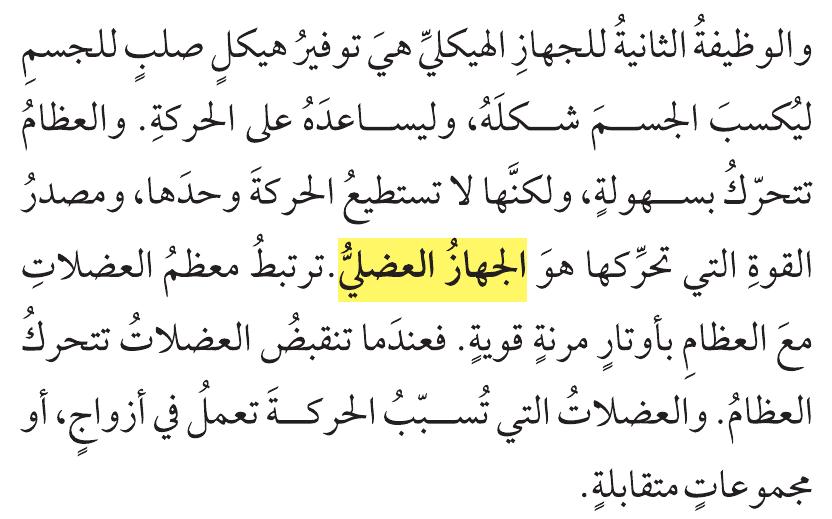 والوظيفةُ الثانيةُ للجهازِ الهيكليِّ هيَ توفيرُ هيكلٍ صلبٍ للجسمِ
ليُكسبَ الجسمَ شكلَهُ، وليساعدَهُ على الحركةِ. والعظامُ
تتحرّكُ بسهولةٍ، ولكنَّها لا تستطيعُ الحركةَ وحدَها، ومصدرُ
القوةِ التي تحرِّكها هوَ الجهازُ العضليُّ.ترتبطُ معظمُ العضلاتِ
معَ العظامِ بأوتارٍ مرنةٍ قويةٍ. فعندَما تنقبضُ العضلاتُ تتحركُ
العظامُ. والعضلاتُ التي تُسبّبُ الحركةَ تعملُ في أزواجٍ، أو
مجموعاتٍ متقابلةٍ.